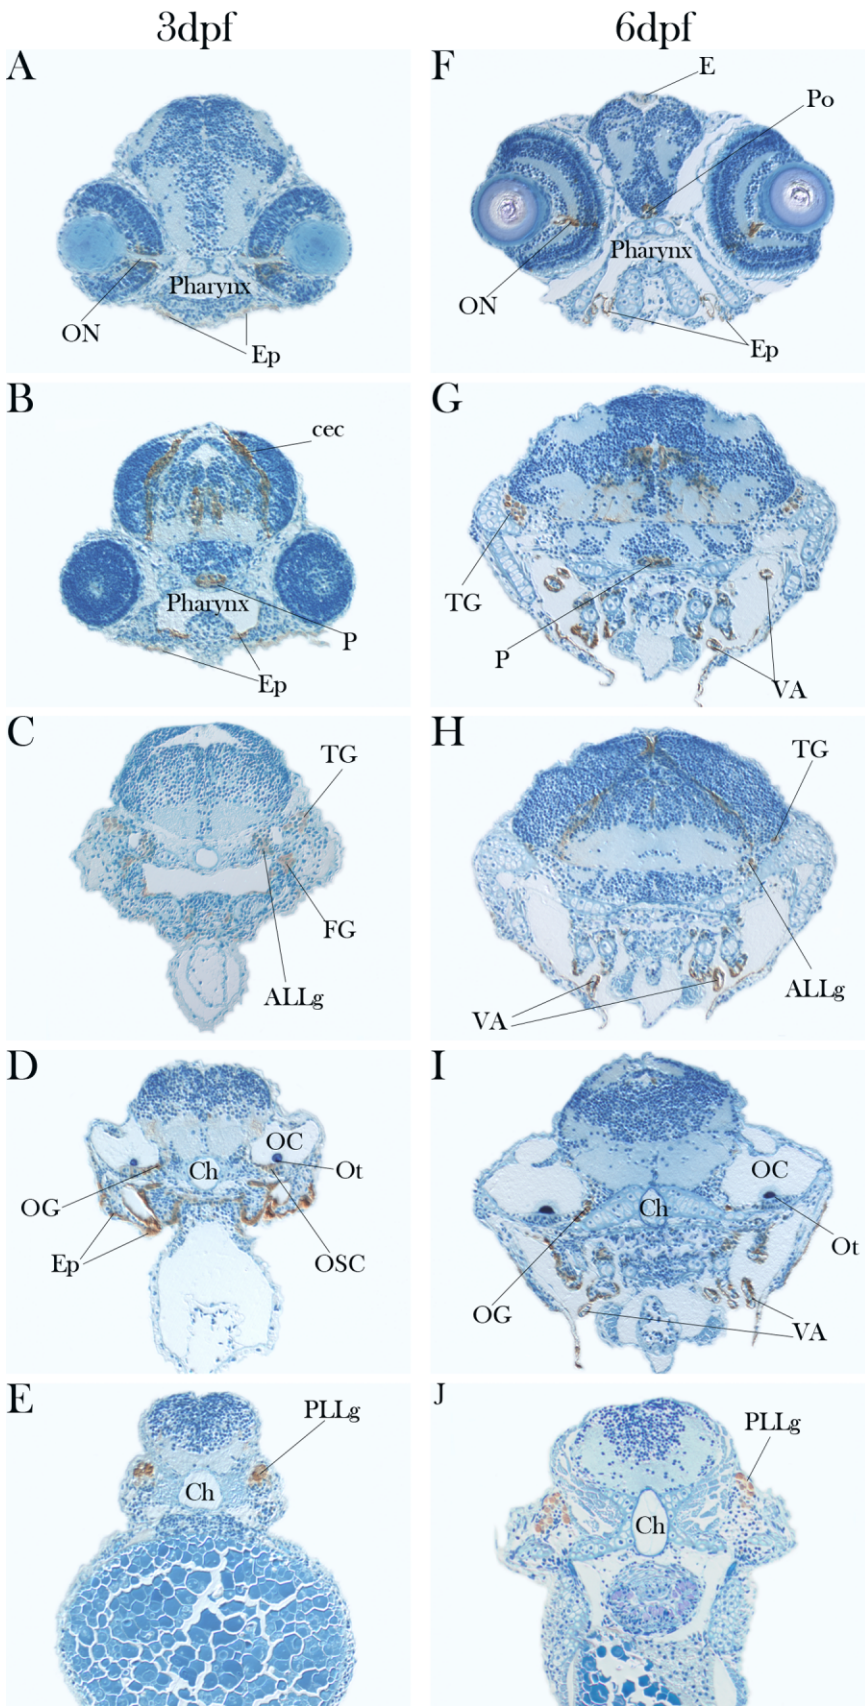 3dpf
6dpf
A
Pharynx
ON
Ep
F
E
Po
Pharynx
ON
Ep
B
cec
Pharynx
P
Ep
G
TG
P
VA
C
TG
FG
ALLg
H
TG
ALLg
VA
D
OC
Ch
Ot
OG
Ep
OSC
I
OC
Ch
Ot
OG
VA
E
PLLg
Ch
J
PLLg
Ch